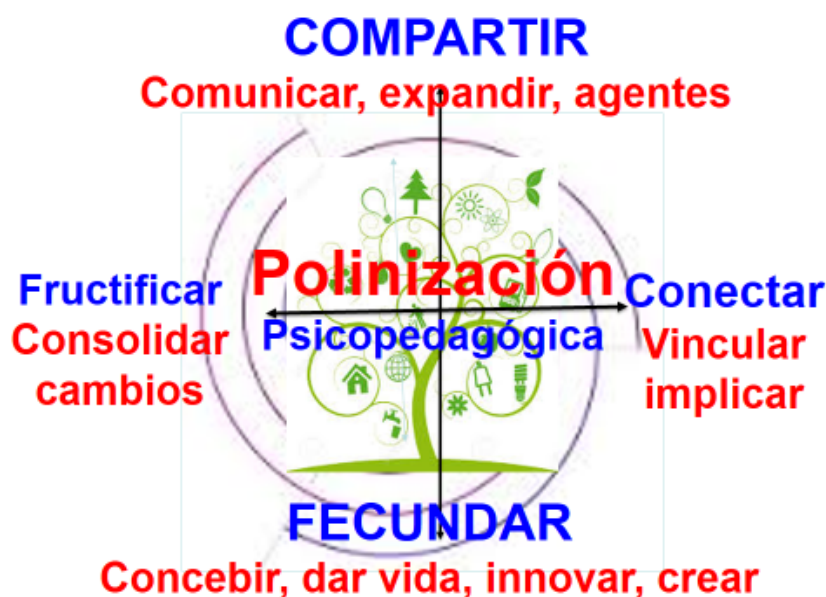 COMPARTIR
Comunicar, expandir, agentes
Polinización
Psicopedagógica
Fructificar
Consolidar
cambios
Conectar
Vincular
implicar
FECUNDAR
Concebir, dar vida, innovar, crear